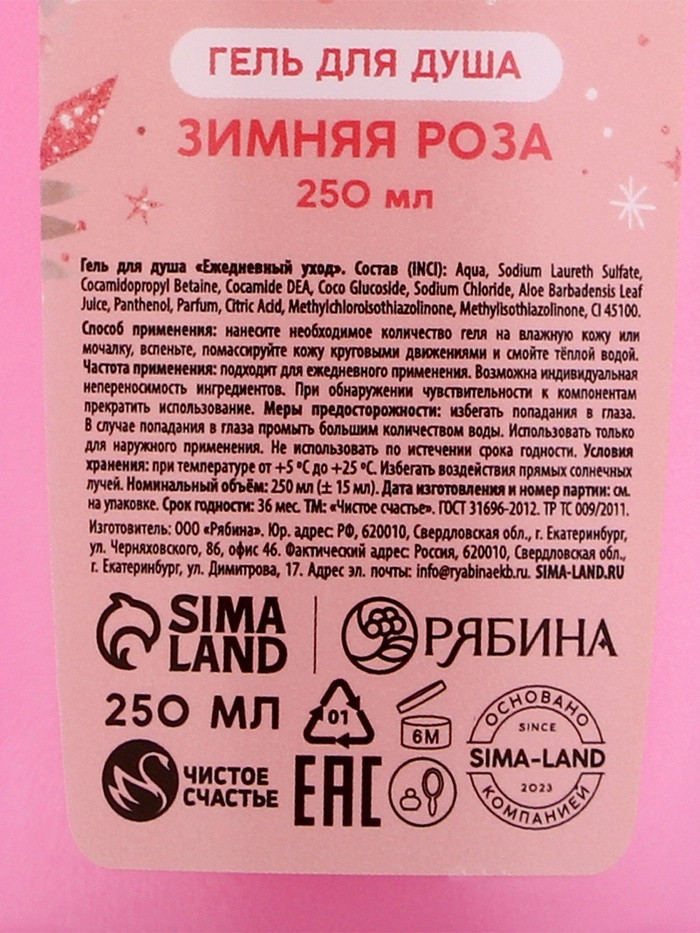 ГЕЛЬ ДЛЯ ДУША
ЗИМНЯЯ РОЗА
250 мл
Гель для душа «Ежедневный уход». Состав (INCI): Aqua, Sodium Laureth Sulfate,
Cocamidopropyl Betaine, Cocamide DEA, Coco Glucoside, Sodium Chloride, Aloe Barbadensis Leaf
Juice, Panthenol, Parfum, Citric Acid, Methylchloroisothiazolinone, Methylisothiazolinone, CI 45100.
Способ применения: нанесите необходимое количество геля на влажную кожу или
мочалку, вспеньте, помассируйте кожу круговыми движениями и смойте тёплой водой.
Частота применения: подходит для ежедневного применения. Возможна индивидуальная
непереносимость ингредиентов. При обнаружении чувствительности к компонентам
прекратить использование. Меры предосторожности: избегать попадания в глаза.
В случае попадания в глаза промыть большим количеством воды. Использовать только
для наружного применения. Не использовать по истечении срока годности. Условия
хранения: при температуре от +5 °C до +25 °C. Избегать воздействия прямых солнечных
лучей. Номинальный объём: 250 мл (± 15 мл). Дата изготовления и номер партии: см.
на упаковке. Срок годности: 36 мес. ТМ: «Чистое счастье». ГОСТ 31696-2012. ТР ТС 009/2011.
Изготовитель: ООО «Рябина». Юр. адрес: РФ, 620010, Свердловская обл., г. Екатеринбург,
ул. Черняховского, 86, офис 46. Фактический адрес: Россия, 620010, Свердловская обл.,
г. Екатеринбург, ул. Димитрова, 17. Адрес эл. почты: info@ryabinaekb.ru. SIMA-LAND.RU
SIMA
LAND
РЯБИНА
250 МЛ
01
6M
ОСНОВАНО
SINCE
SIMA-LAND
2023
КОМПАНИЕЙ
ЧИСТОЕ
СЧАСТЬЕ
EAC